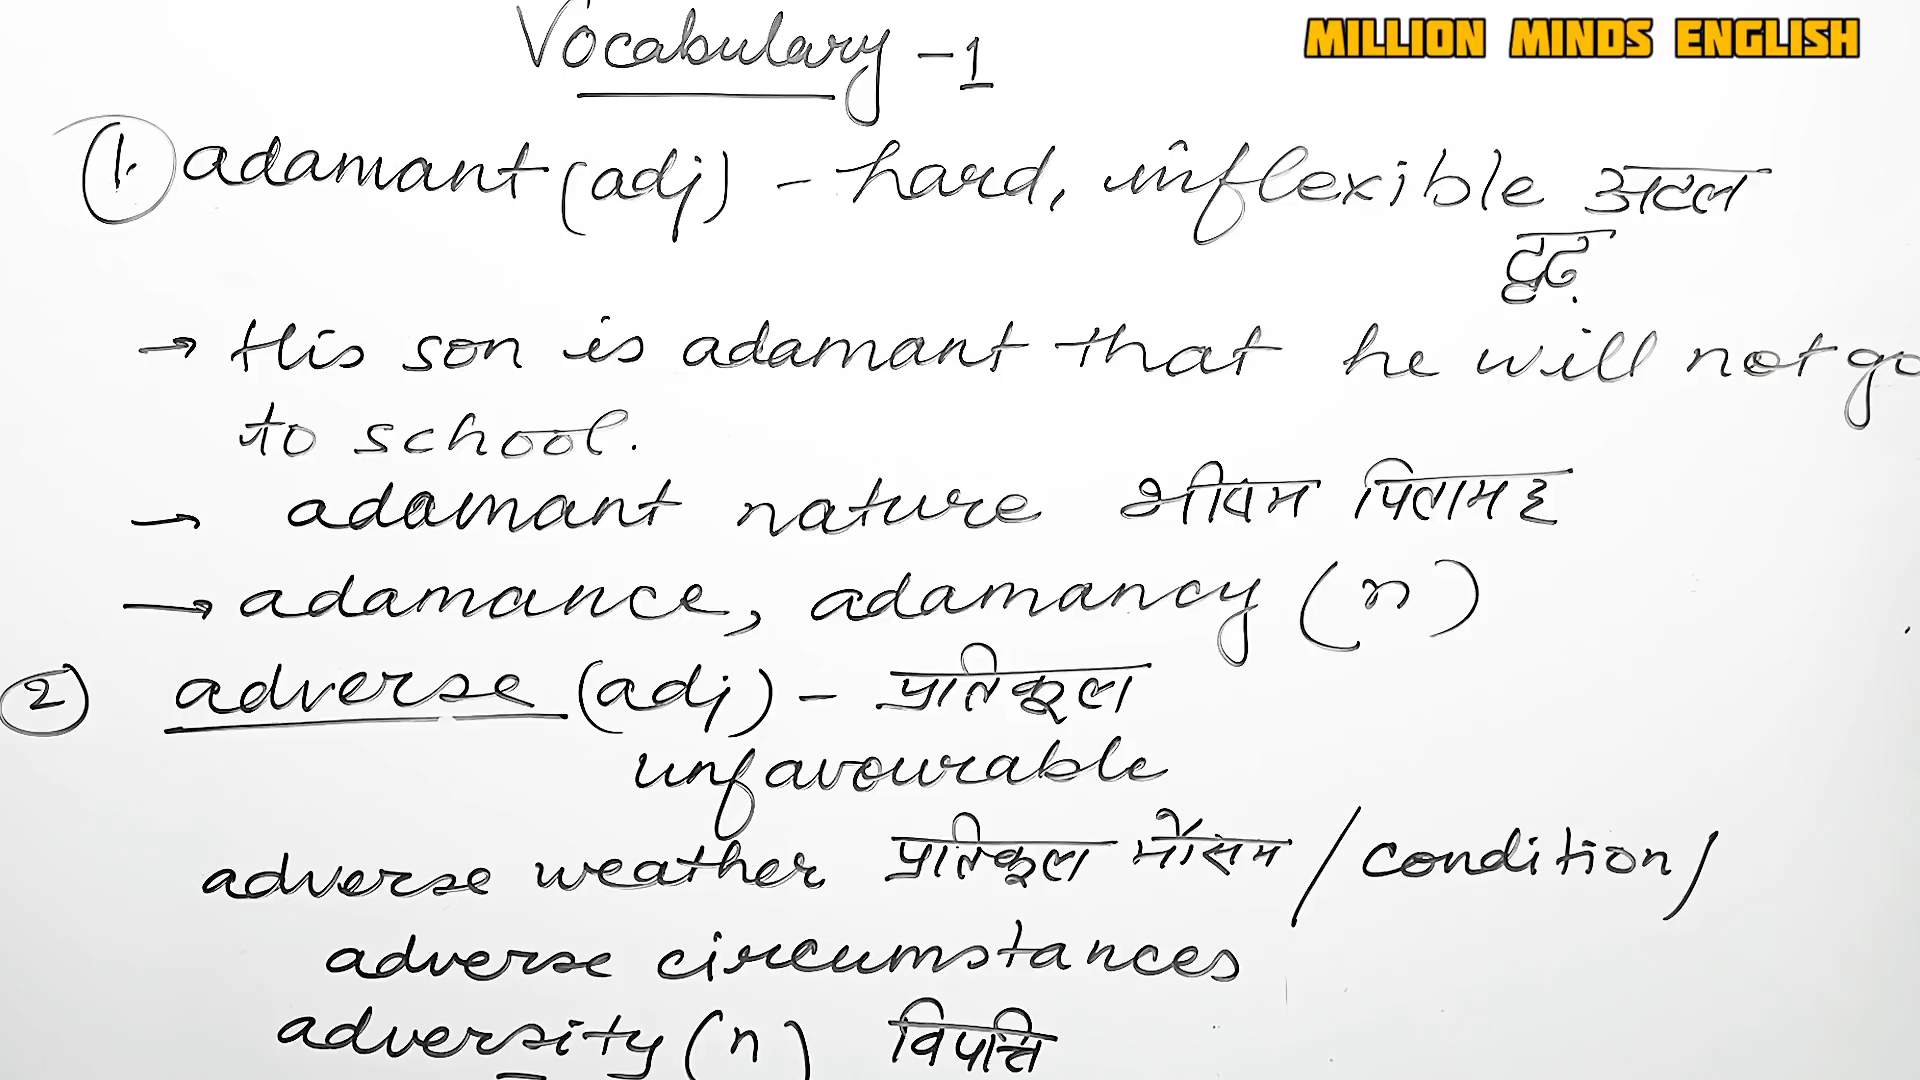 Vocabulary - 1
MILLION MINDS ENGLISH
1. adamant (adj) - hard, inflexible अटल
दृढ़
→ His son is adamant that he will not go
to school.
→ adamant nature भीष्म पितामह
→ adamance, adamancy (n)
2 adverse (adj) - प्रतिकूल
unfavourable
adverse weather प्रतिकूल मौसम / condition /
adverse circumstances
adversity (n) विपत्ति